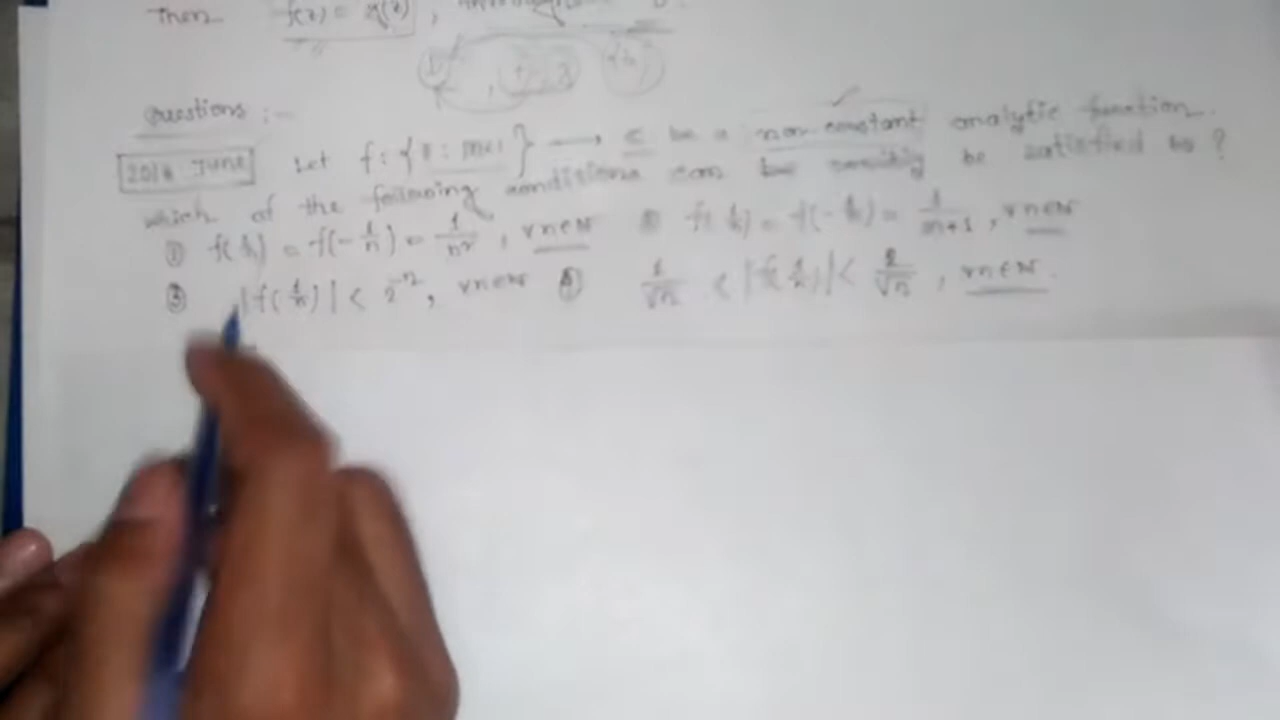 Then f(z) = g(z) ,
Questions :-
2018 June Let f : { : } → C be a non constant analytic function.
which of the following conditions can possibly be satisfied by ?
① f(1/n) = f(-1/n) = 1/n², ∀ n∈N ② f(1/n) = f(-1/n) = 1/(2n+1), ∀ n∈N
③ |f(1/n)| < 2⁻ⁿ, ∀ n∈N ④ 1/√n < |f(1/n)| < 2/√n, ∀ n∈N.